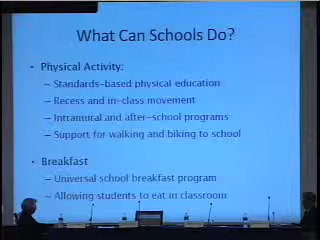 What Can Schools Do?
• Physical Activity:
– Standards-based physical education
– Recess and in-class movement
– Intramural and after-school programs
– Support for walking and biking to school
• Breakfast
– Universal school breakfast program
– Allowing students to eat in classroom